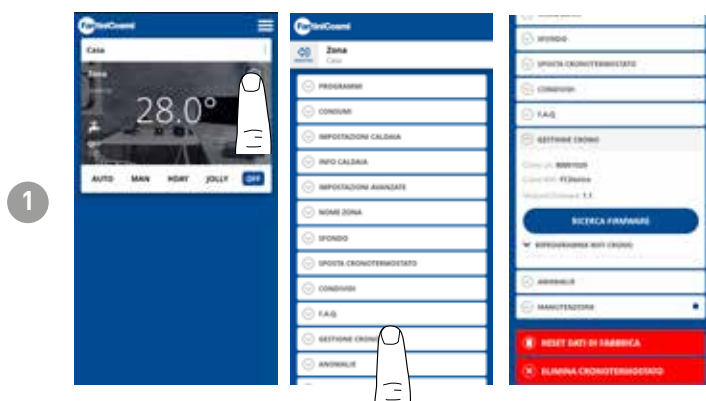 1
FantiniCosmi
Casa
Zona
28.0°
AUTO MAN HDAY JOLLY OFF
FantiniCosmi
Zona
Casa
PROGRAMMI
CONSUMI
IMPOSTAZIONI CALDAIA
INFO CALDAIA
IMPOSTAZIONI AVANZATE
NOME ZONA
SFONDO
SPOSTA CRONOTERMOSTATO
CONDIVIDI
F.A.Q.
GESTIONE CRONO
ANOMALIE
SFONDO
SPOSTA CRONOTERMOSTATO
CONDIVIDI
F.A.Q.
GESTIONE CRONO
RICERCA FIRMWARE
RIPROGRAMMA WIFI CRONO
ANOMALIE
MANUTENZIONE
RESET DATI DI FABBRICA
ELIMINA CRONOTERMOSTATO